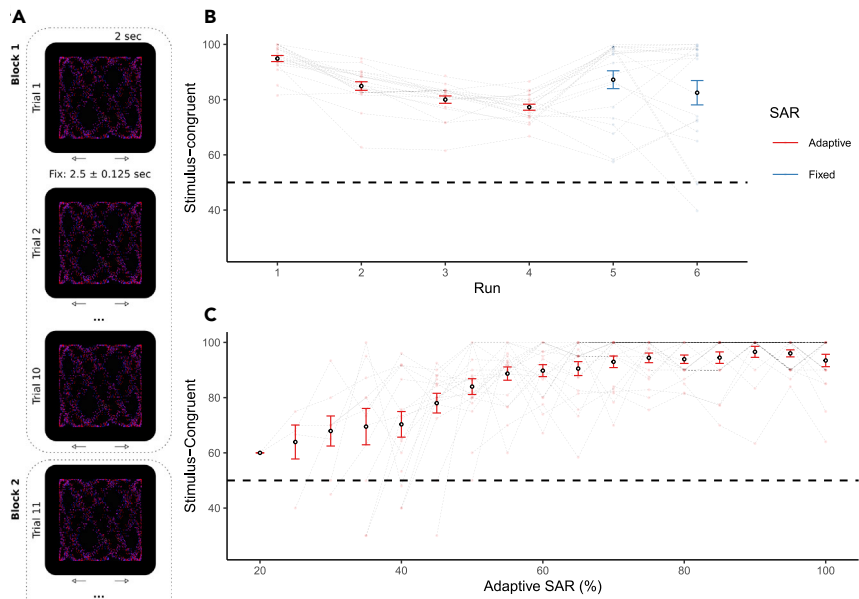 A
Block 1
2 sec
Trial 1
Fix: 2.5 ± 0.125 sec
Trial 2
...
Trial 10
Block 2
Trial 11
...
B
Stimulus−congruent
100
80
60
40
1 2 3 4 5 6
Run
SAR
Adaptive
Fixed
C
Stimulus−Congruent
100
80
60
40
20 40 60 80 100
Adaptive SAR (%)